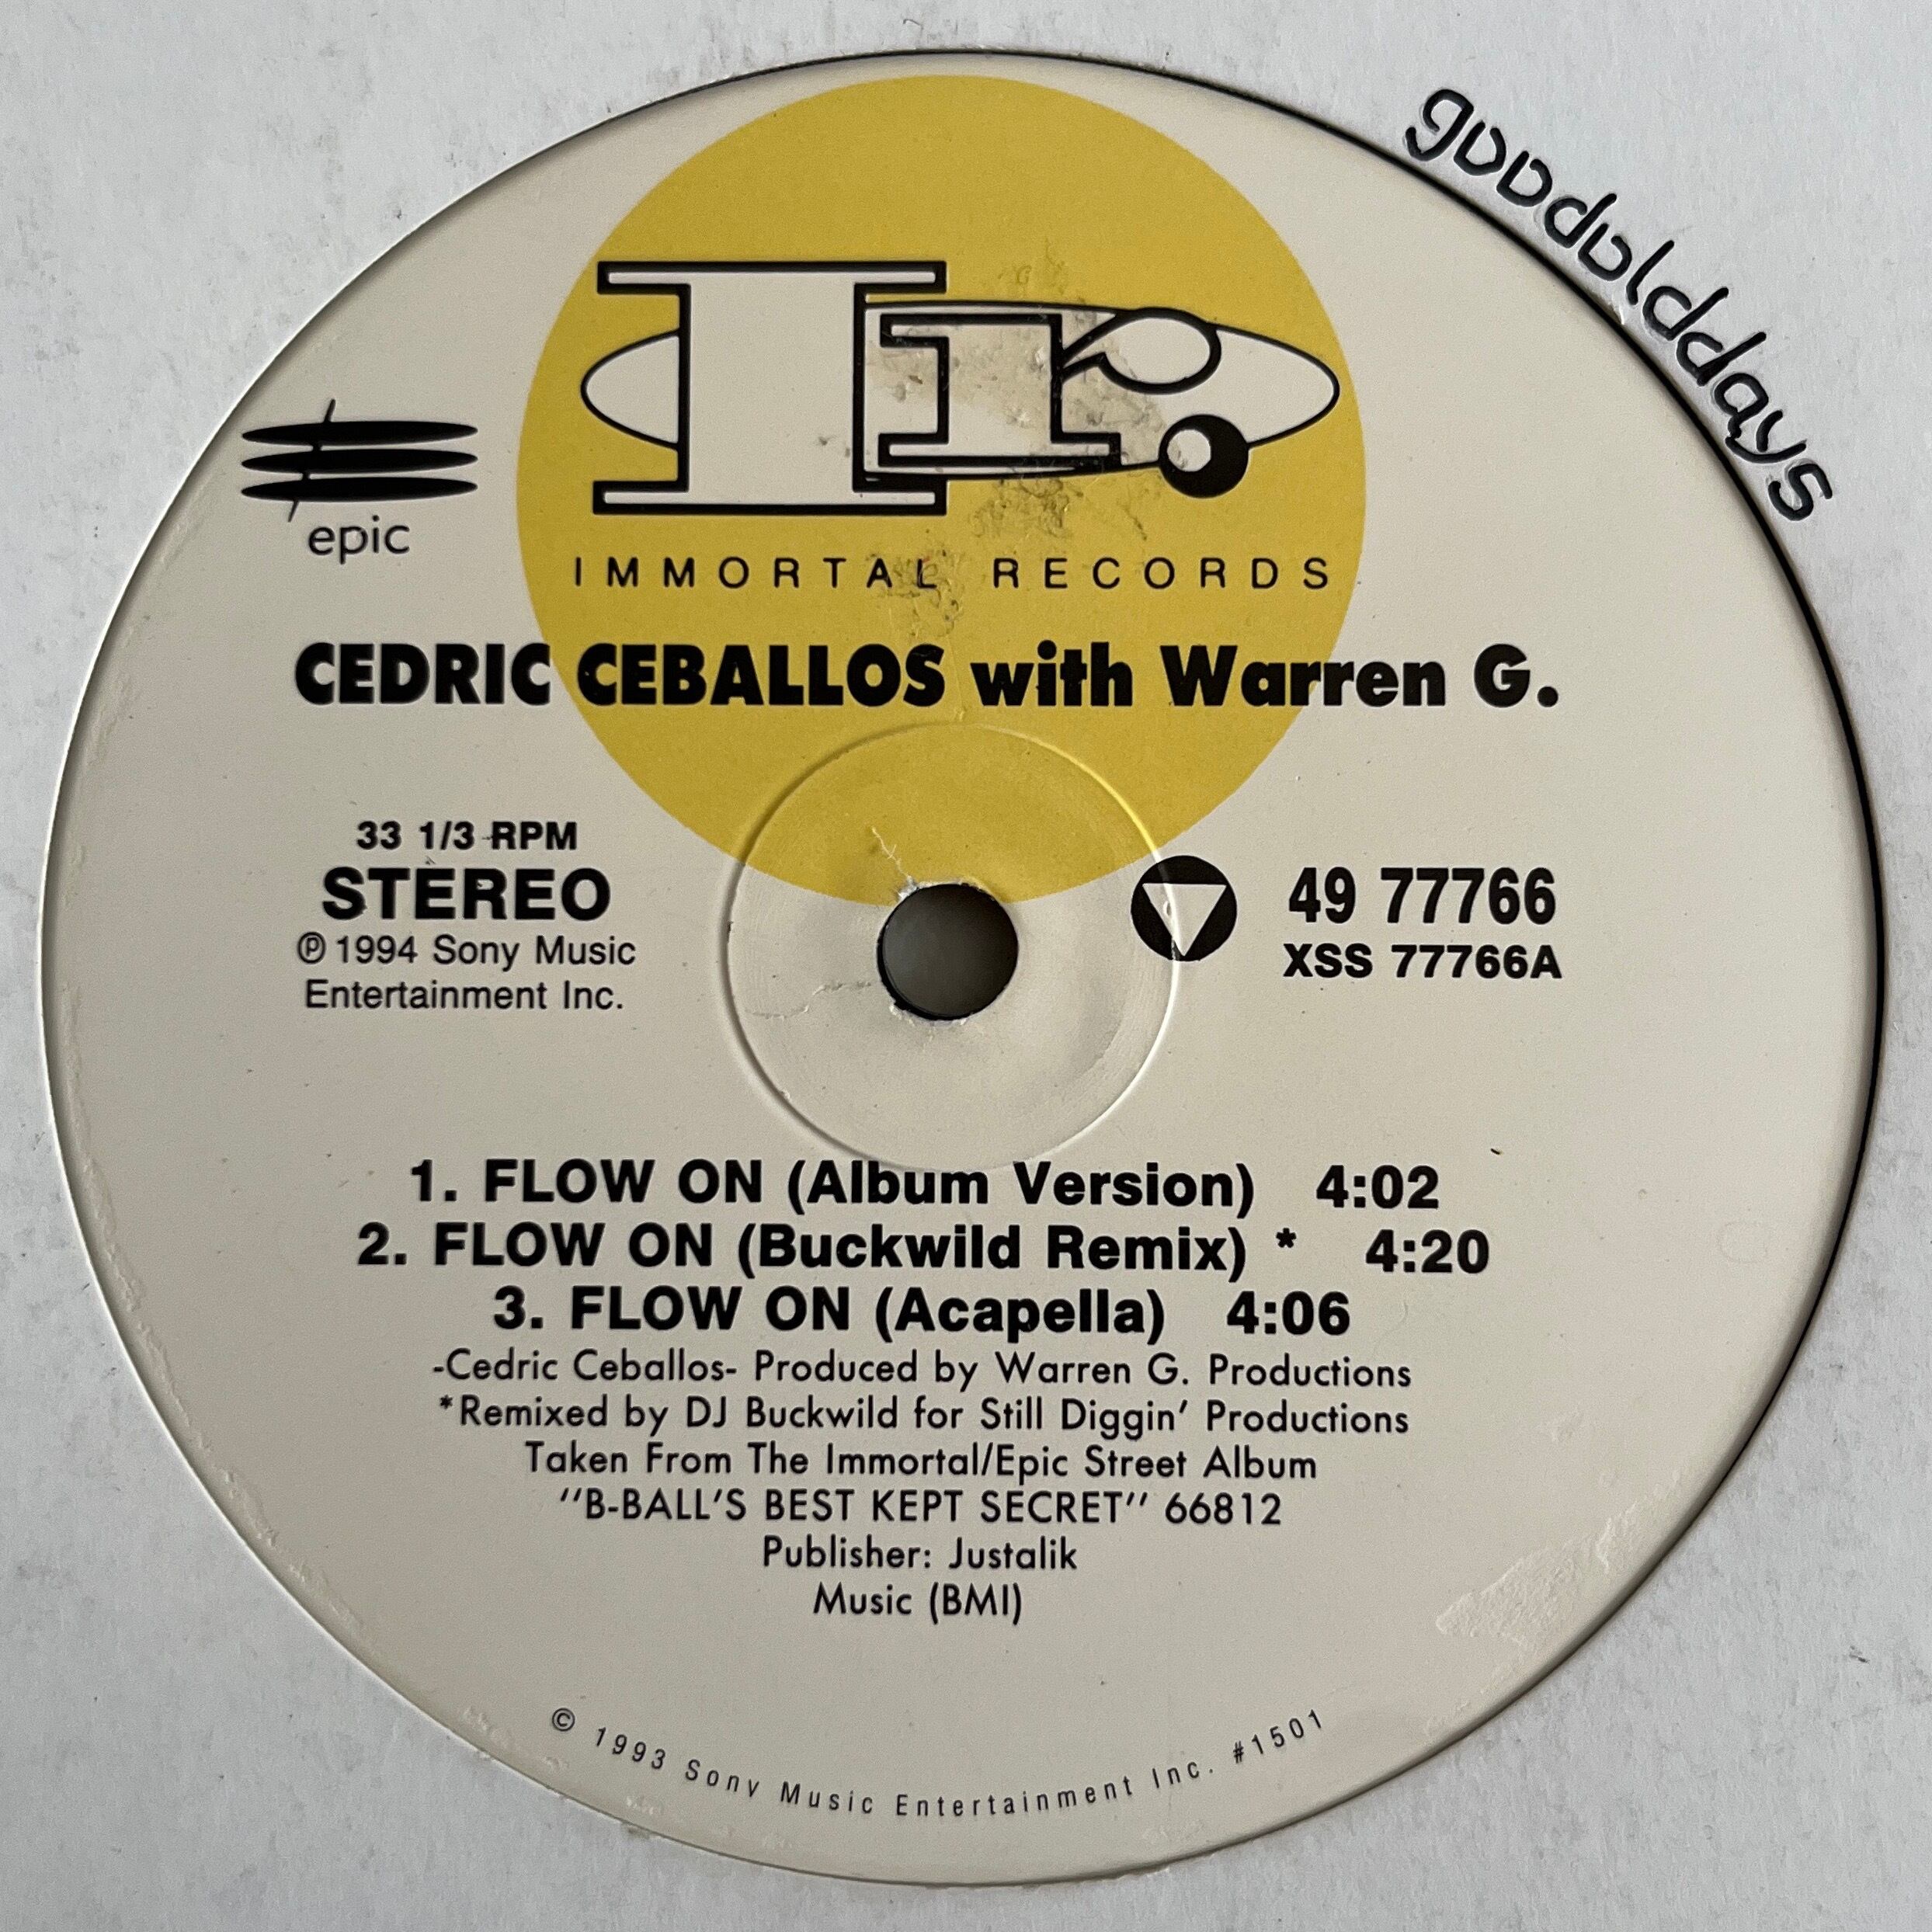 gooddolddays
epic
IMMORTAL RECORDS
CEDRIC CEBALLOS with Warren G.
33 1/3 RPM
STEREO
℗ 1994 Sony Music
Entertainment Inc.
49 77766
XSS 77766A
1. FLOW ON (Album Version) 4:02
2. FLOW ON (Buckwild Remix) * 4:20
3. FLOW ON (Acapella) 4:06
-Cedric Ceballos- Produced by Warren G. Productions
*Remixed by DJ Buckwild for Still Diggin' Productions
Taken From The Immortal/Epic Street Album
"B-BALL'S BEST KEPT SECRET" 66812
Publisher: Justalik
Music (BMI)
© 1993 Sony Music Entertainment Inc. #1501